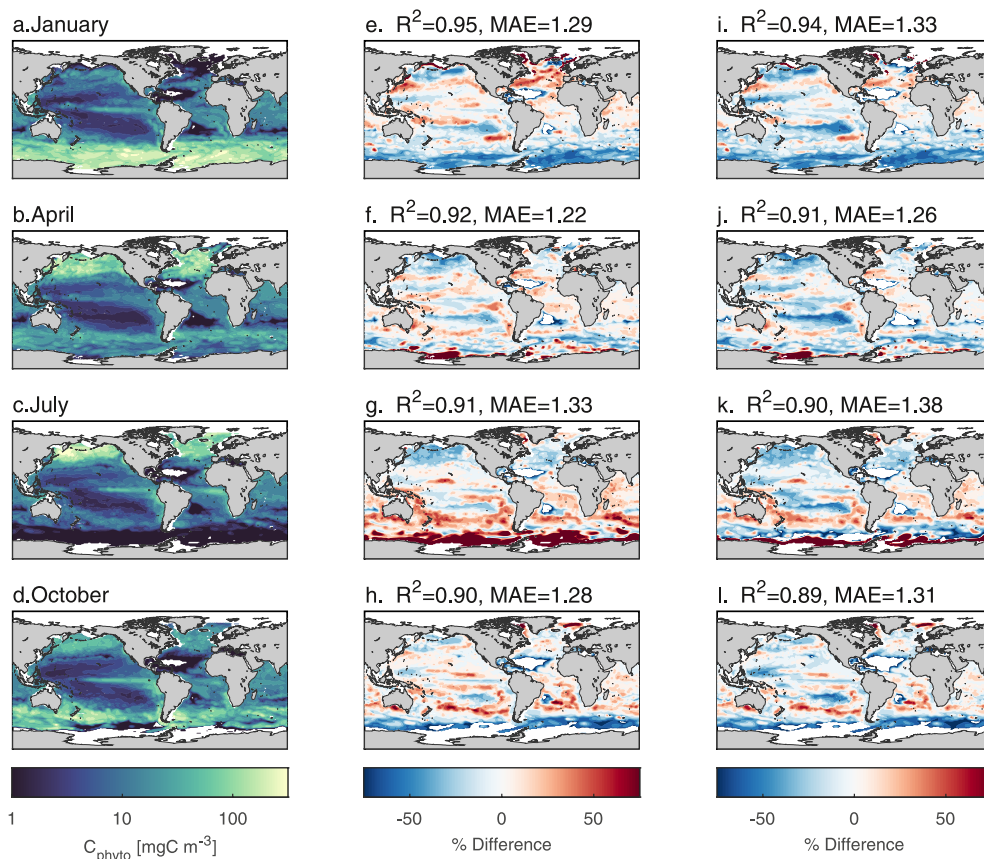 a.January
e. R²=0.95, MAE=1.29
i. R²=0.94, MAE=1.33
b.April
f. R²=0.92, MAE=1.22
j. R²=0.91, MAE=1.26
c.July
g. R²=0.91, MAE=1.33
k. R²=0.90, MAE=1.38
d.October
h. R²=0.90, MAE=1.28
l. R²=0.89, MAE=1.31
1 10 100
-50 0 50
-50 0 50
C_phyto [mgC m⁻³]
% Difference
% Difference